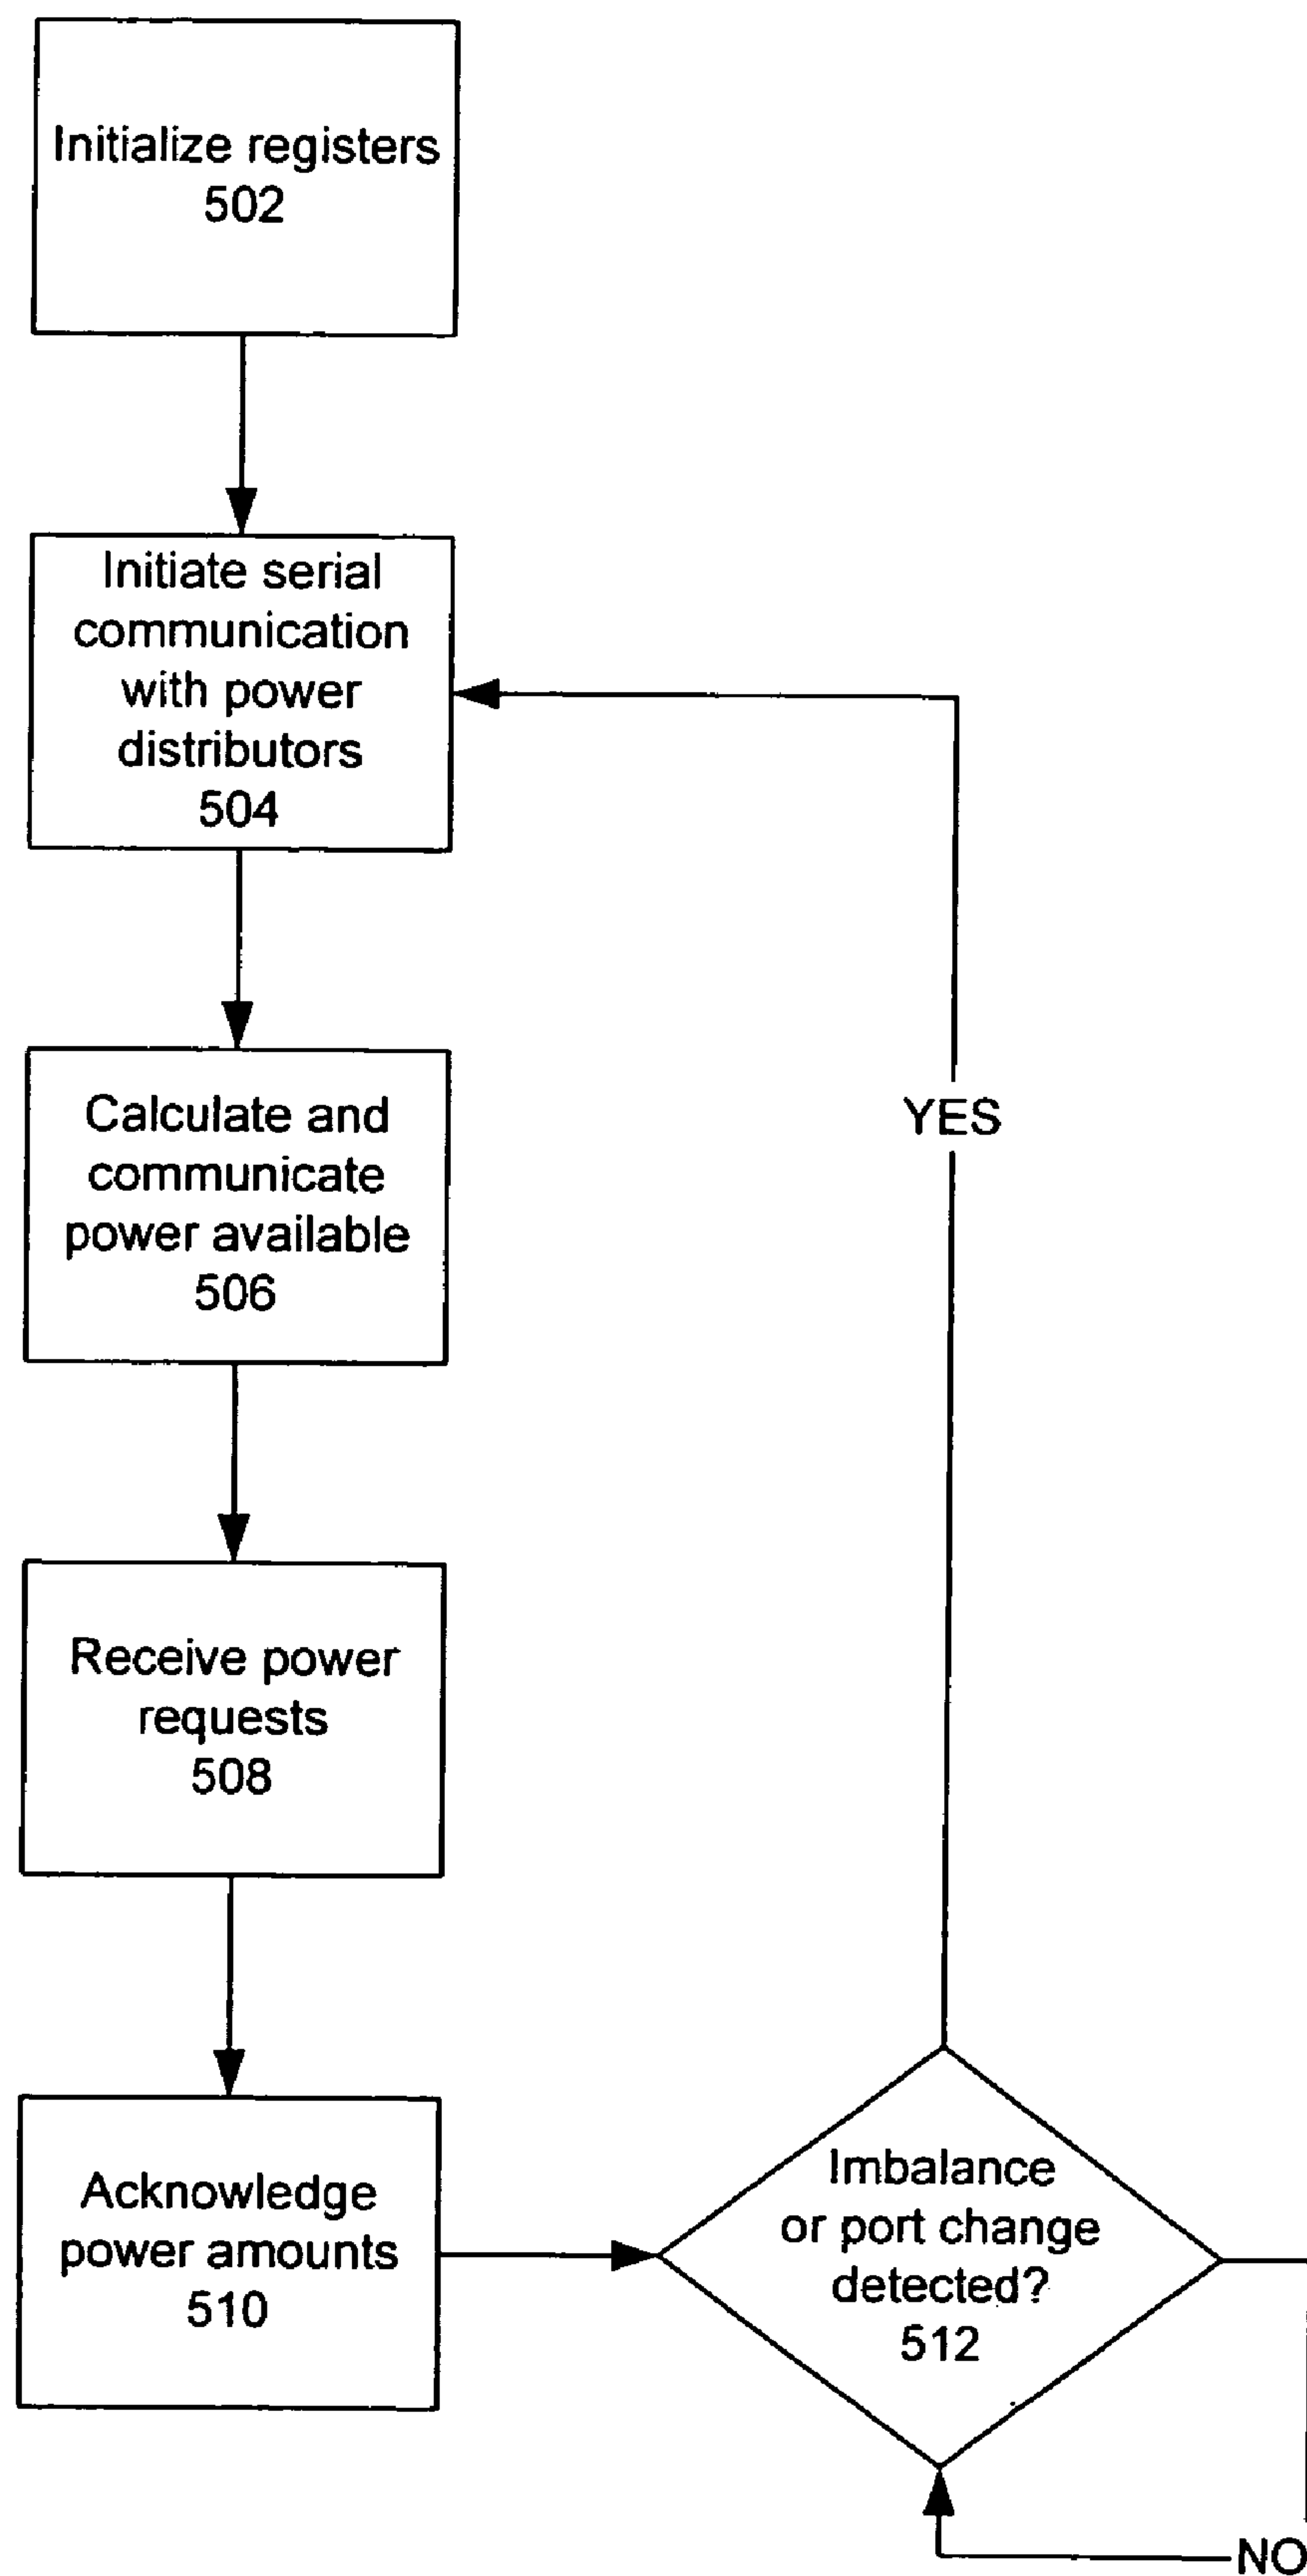 Initialize registers
502
Initiate serial
communication
with power
distributors
504
Calculate and
communicate
power available
506
YES
Receive power
requests
508
Acknowledge
power amounts
510
Imbalance
or port change
detected?
512
NO